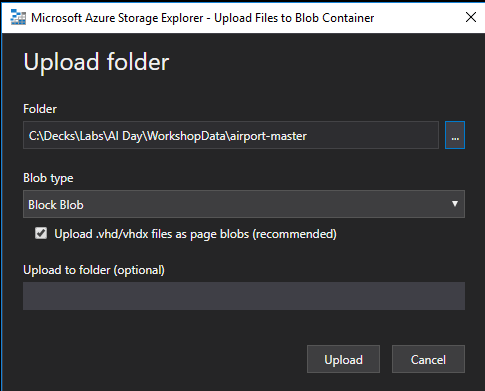 Microsoft Azure Storage Explorer - Upload Files to Blob Container
Upload folder
Folder
C:\Decks\Labs\AI Day\WorkshopData\airport-master
...
Blob type
Block Blob
Upload .vhd/vhdx files as page blobs (recommended)
Upload to folder (optional)
Upload
Cancel